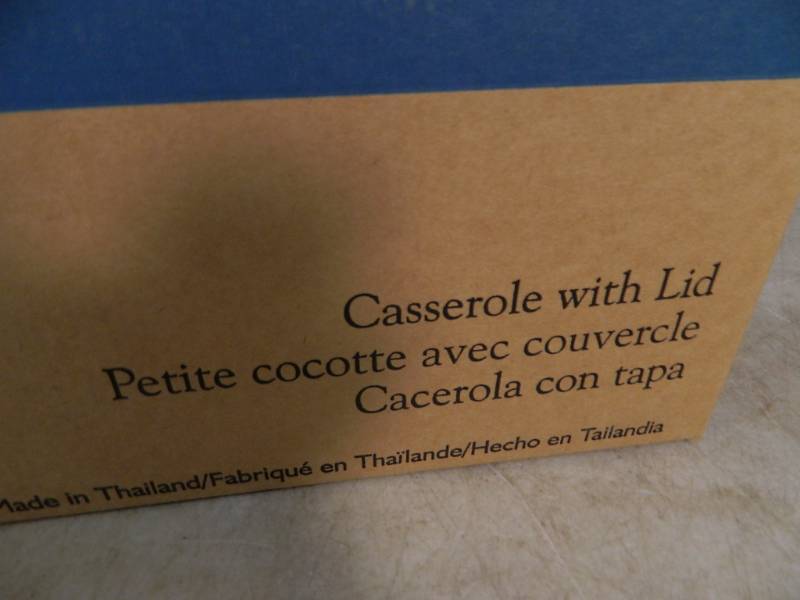 Casserole with Lid
Petite cocotte avec couvercle
Cacerola con tapa
Made in Thailand/Fabriqué en Thaïlande/Hecho en Tailandia